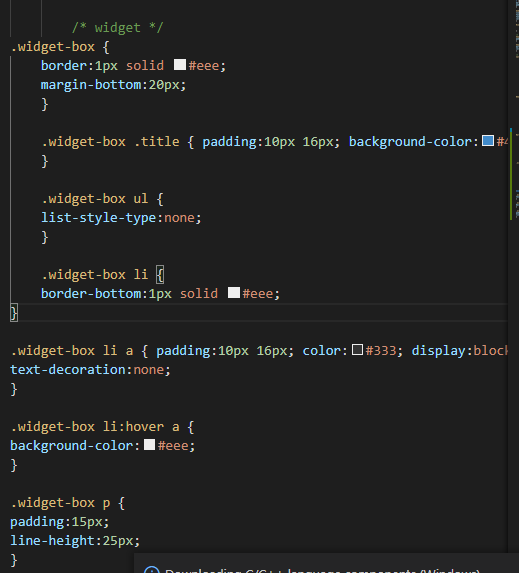 /* widget */
.widget-box {
border:1px solid #eee;
margin-bottom:20px;
}
.widget-box .title { padding:10px 16px; background-color:
}
.widget-box ul {
list-style-type:none;
}
.widget-box li {
border-bottom:1px solid #eee;
}
.widget-box li a { padding:10px 16px; color:#333; display:block
text-decoration:none;
}
.widget-box li:hover a {
background-color:#eee;
}
.widget-box p {
padding:15px;
line-height:25px;
}
Downloading C/C++ language components (Windows)